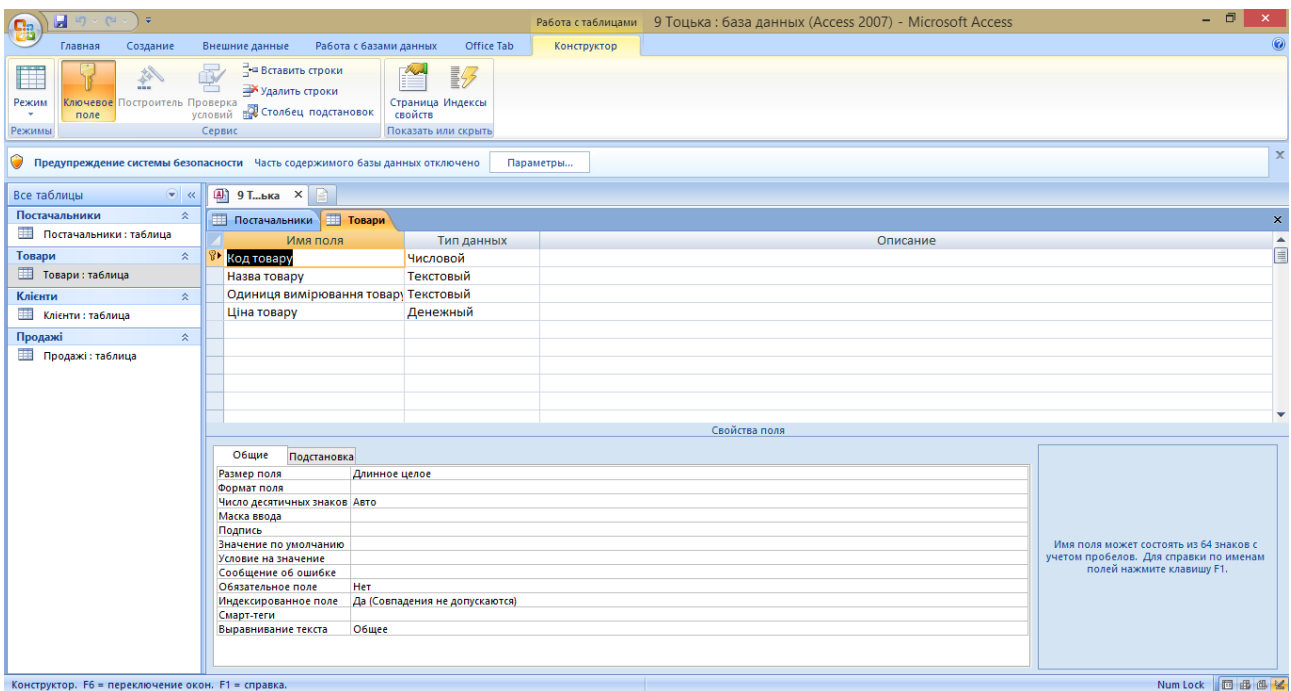 Работа с таблицами 9 Тоцька : база данных (Access 2007) - Microsoft Access
Главная Создание Внешние данные Работа с базами данных Office Tab Конструктор
Режим
Ключевое поле
Построитель
Проверка условий
Вставить строки
Удалить строки
Столбец подстановок
Страница свойств
Индексы
Режимы Сервис Показать или скрыть
Предупреждение системы безопасности Часть содержимого базы данных отключено Параметры...
Все таблицы
Постачальники
Постачальники : таблица
Товари
Товари : таблица
Клієнти
Клієнти : таблица
Продажі
Продажі : таблица
9 Т...ька
Постачальники Товари
Имя поля Тип данных Описание
Код товару Числовой
Назва товару Текстовый
Одиниця вимірювання товару Текстовый
Ціна товару Денежный
Свойства поля
Общие Подстановка
Размер поля Длинное целое
Формат поля
Число десятичных знаков Авто
Маска ввода
Подпись
Значение по умолчанию
Условие на значение
Сообщение об ошибке
Обязательное поле Нет
Индексированное поле Да (Совпадения не допускаются)
Смарт-теги
Выравнивание текста Общее
Имя поля может состоять из 64 знаков с
учетом пробелов. Для справки по именам
полей нажмите клавишу F1.
Конструктор. F6 = переключение окон. F1 = справка. Num Lock